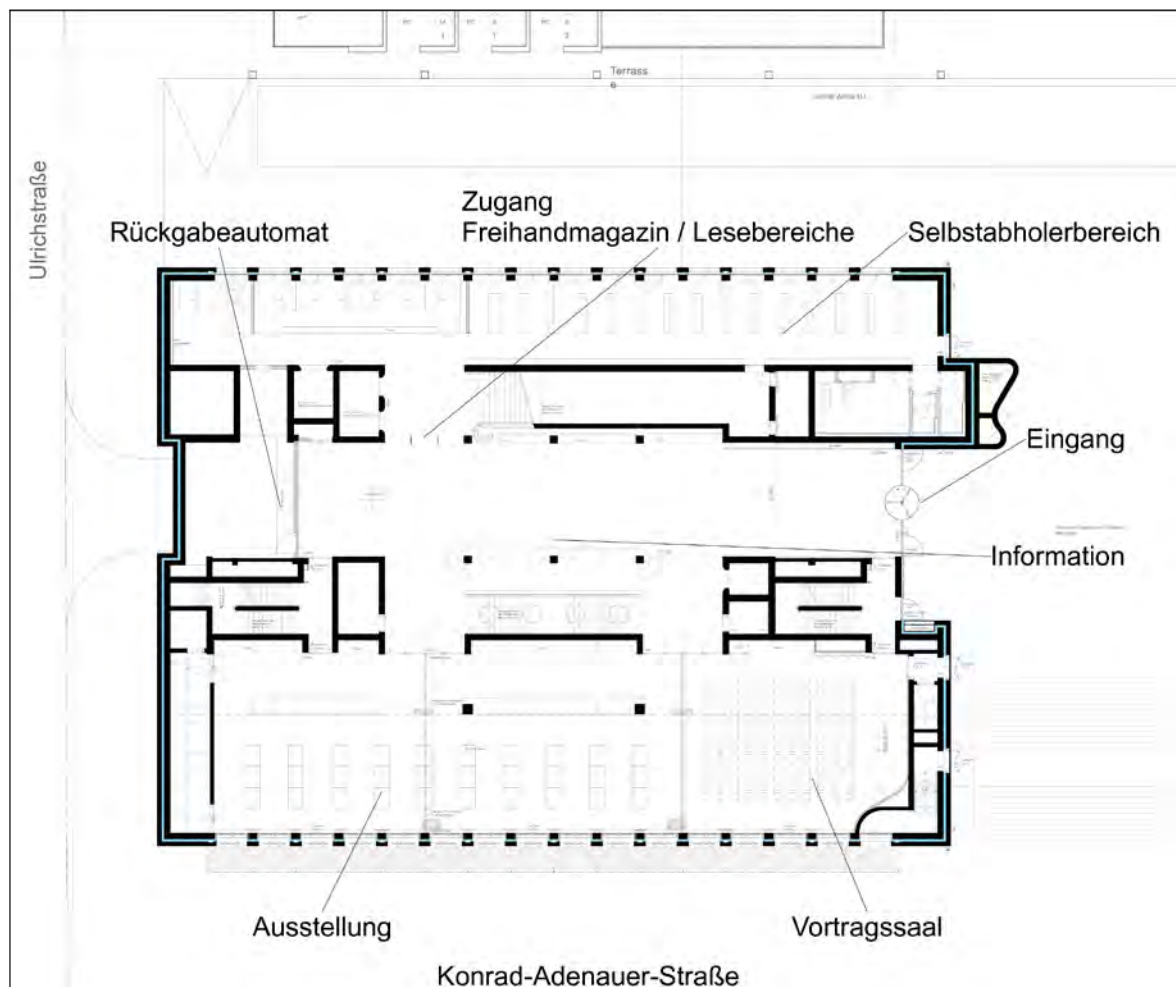 Terrass
e
Ulrichstraße
Zugang
Rückgabeautomat
Freihandmagazin / Lesebereiche
Selbstabholerbereich
Eingang
Information
Ausstellung
Vortragssaal
Konrad-Adenauer-Straße